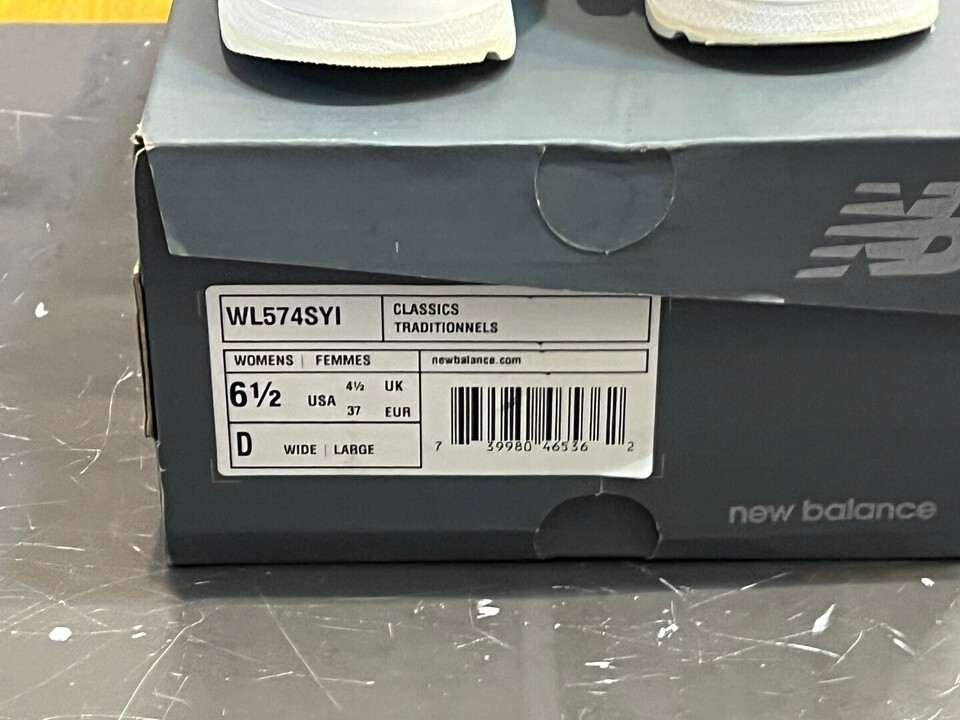 NB
WL574SYI
CLASSICS
TRADITIONNELS
WOMENS | FEMMES
newbalance.com
6½ USA 4½ UK
37 EUR
D WIDE | LARGE
7 39980 46536 2
new balance